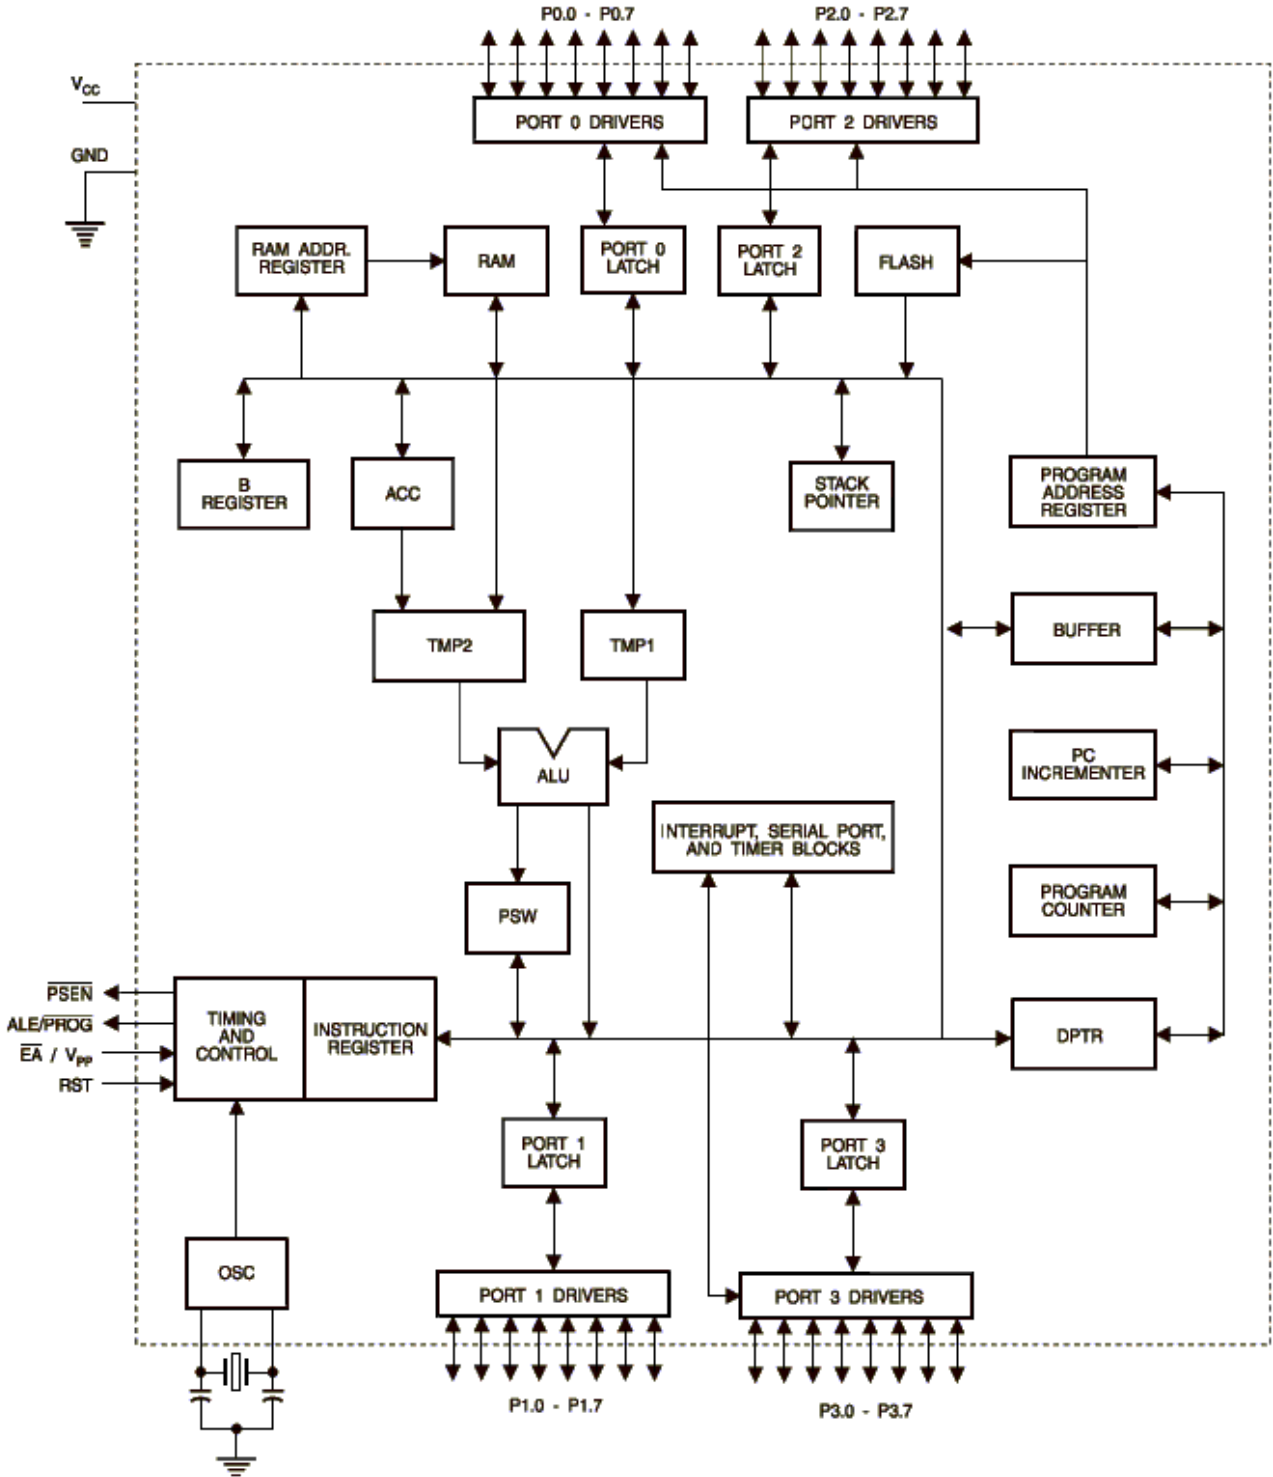 P0.0 - P0.7
P2.0 - P2.7
VCC
PORT 0 DRIVERS
PORT 2 DRIVERS
GND
RAM ADDR.
REGISTER
RAM
PORT 0
LATCH
PORT 2
LATCH
FLASH
B
REGISTER
ACC
STACK
POINTER
PROGRAM
ADDRESS
REGISTER
TMP2
TMP1
BUFFER
ALU
PC
INCREMENTER
INTERRUPT, SERIAL PORT,
AND TIMER BLOCKS
PSW
PROGRAM
COUNTER
PSEN
ALE/PROG
EA / VPP
RST
TIMING
AND
CONTROL
INSTRUCTION
REGISTER
DPTR
PORT 1
LATCH
PORT 3
LATCH
OSC
PORT 1 DRIVERS
PORT 3 DRIVERS
P1.0 - P1.7
P3.0 - P3.7